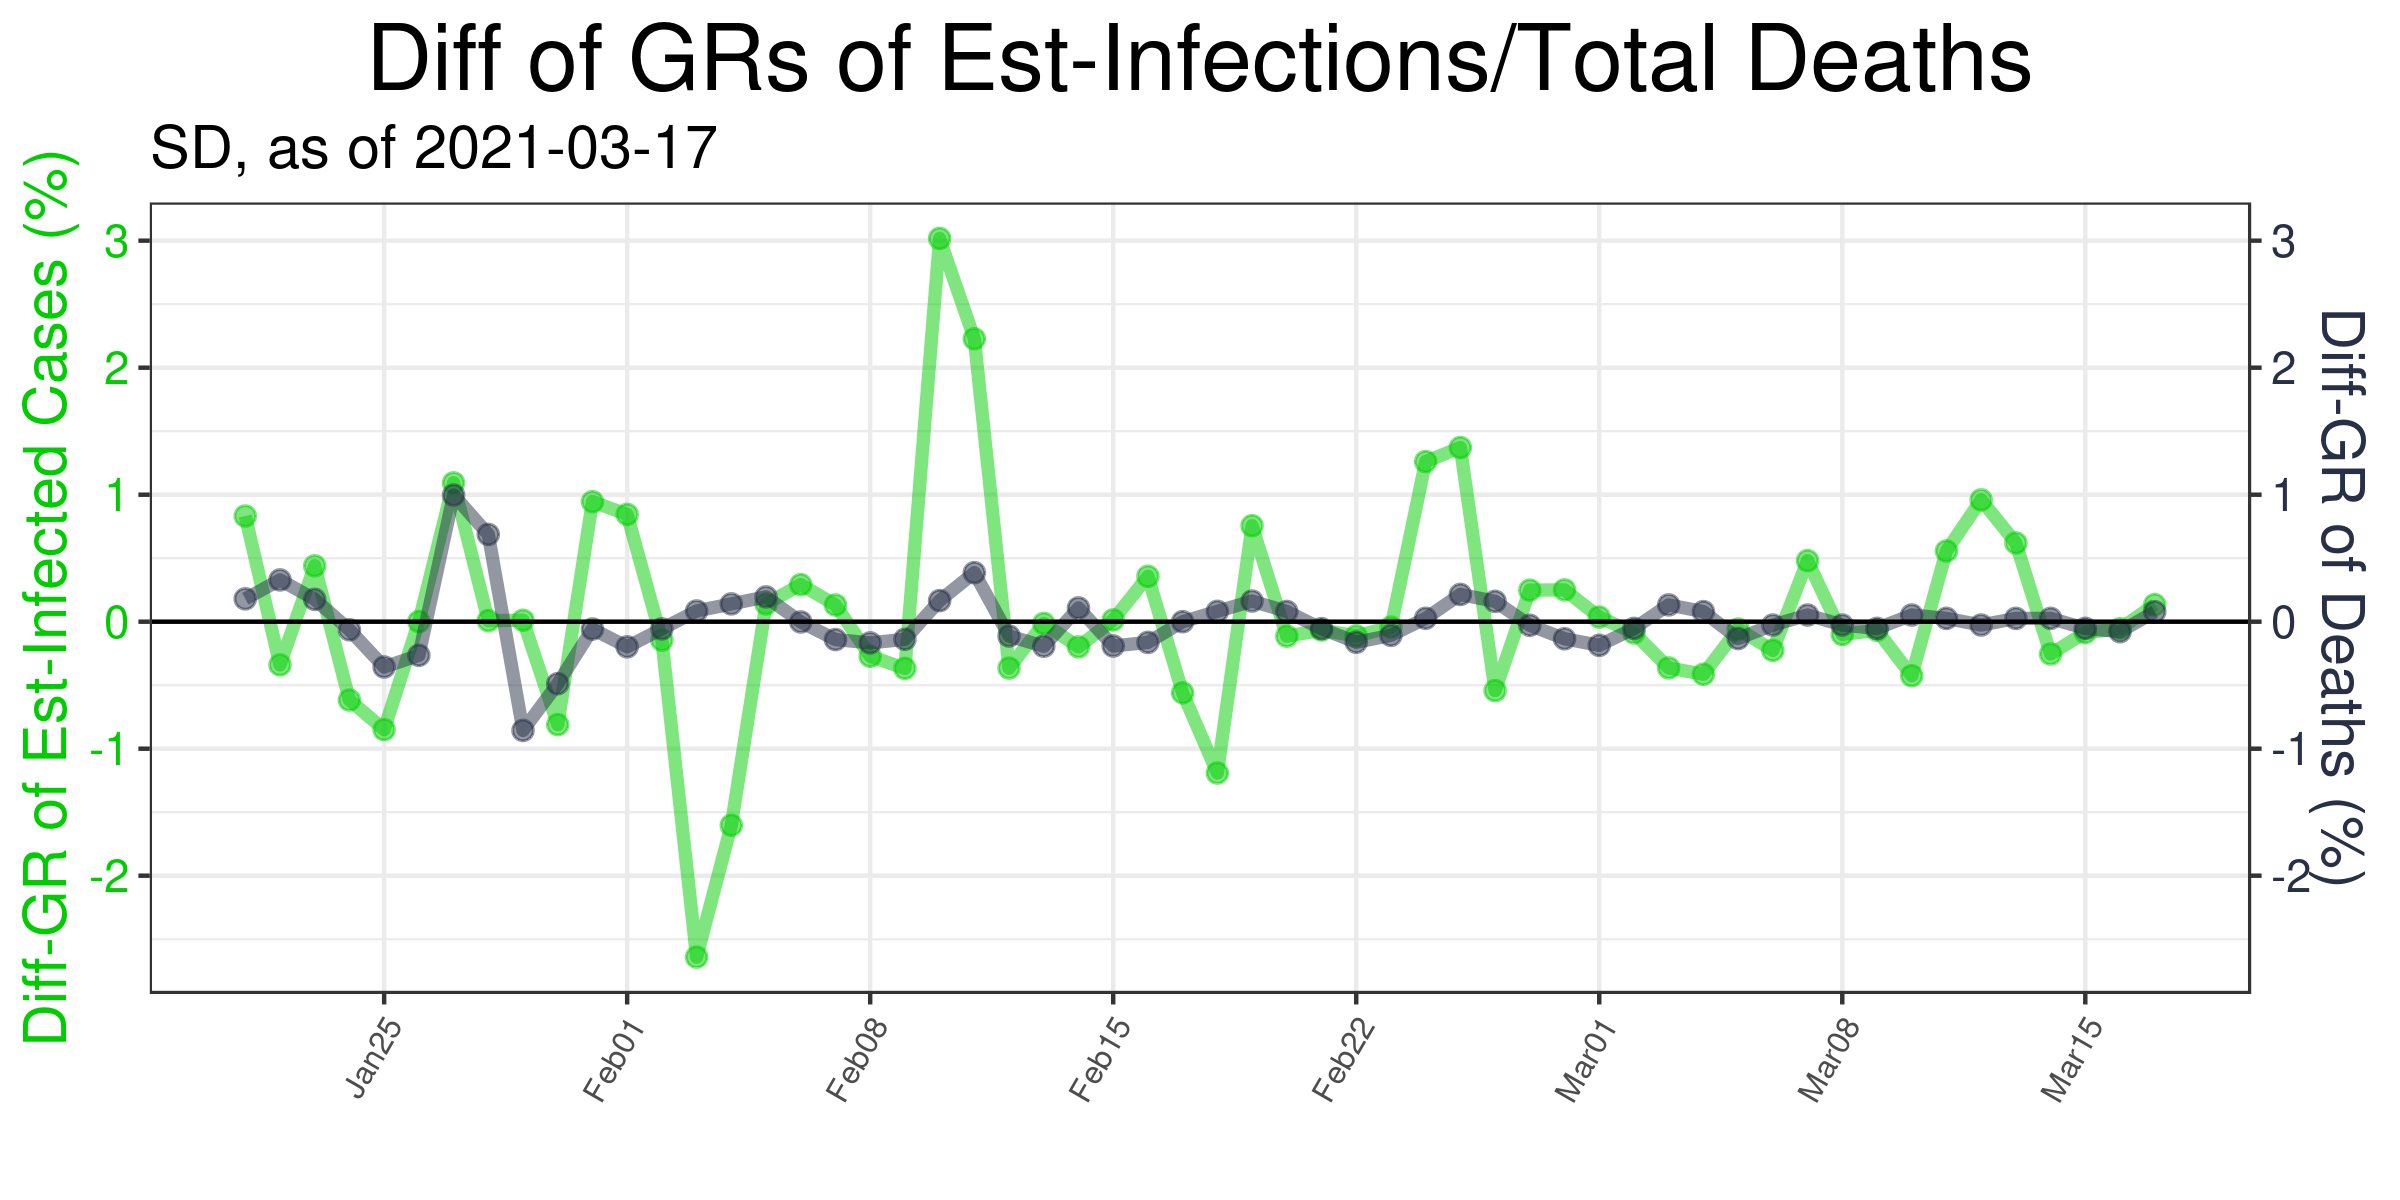 Diff of GRs of Est-Infections/Total Deaths
SD, as of 2021-03-17
Diff-GR of Est-Infected Cases (%)
3
2
1
0
-1
-2
3
2
1
0
-1
-2
Diff-GR of Deaths (%)
Jan25
Feb01
Feb08
Feb15
Feb22
Mar01
Mar08
Mar15